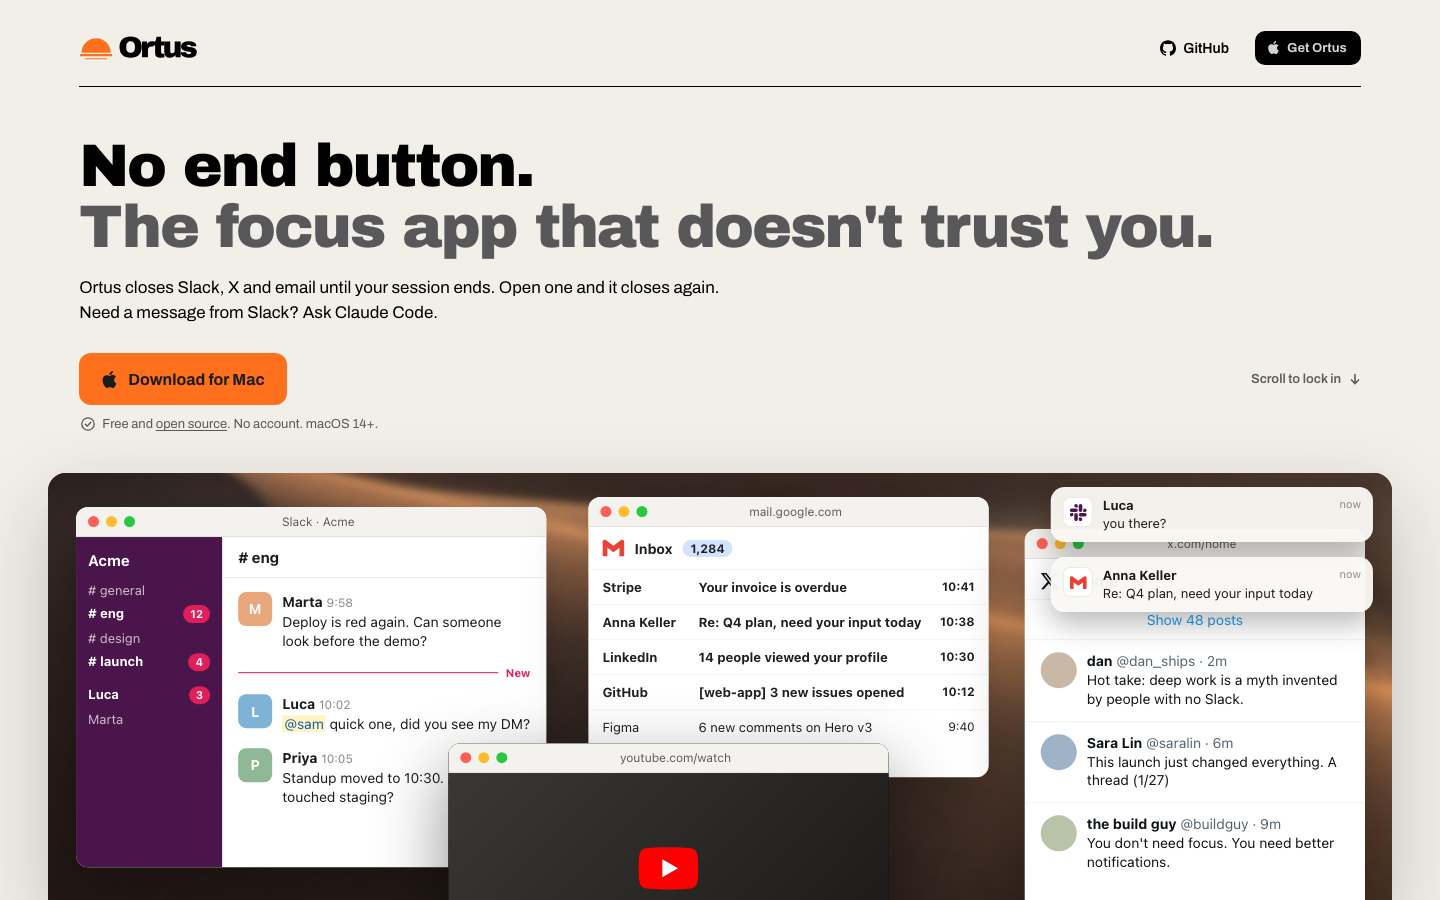 Ortus
GitHub
Get Ortus
No end button.
The focus app that doesn't trust you.
Ortus closes Slack, X and email until your session ends. Open one and it closes again.
Need a message from Slack? Ask Claude Code.
Download for Mac
Scroll to lock in
Free and open source. No account. macOS 14+.
Slack · Acme
Acme
# general
# eng 12
# design
# launch 4
Luca 3
Marta
# eng
M
Marta 9:58
Deploy is red again. Can someone
look before the demo?
New
L
Luca 10:02
@sam quick one, did you see my DM?
P
Priya 10:05
Standup moved to 10:30.
touched staging?
mail.google.com
Inbox 1,284
Stripe Your invoice is overdue 10:41
Anna Keller Re: Q4 plan, need your input today 10:38
LinkedIn 14 people viewed your profile 10:30
GitHub [web-app] 3 new issues opened 10:12
Figma 6 new comments on Hero v3 9:40
youtube.com/watch
Luca now
you there?
x.com/home
Anna Keller now
Re: Q4 plan, need your input today
Show 48 posts
dan @dan_ships · 2m
Hot take: deep work is a myth invented
by people with no Slack.
Sara Lin @saralin · 6m
This launch just changed everything. A
thread (1/27)
the build guy @buildguy · 9m
You don't need focus. You need better
notifications.